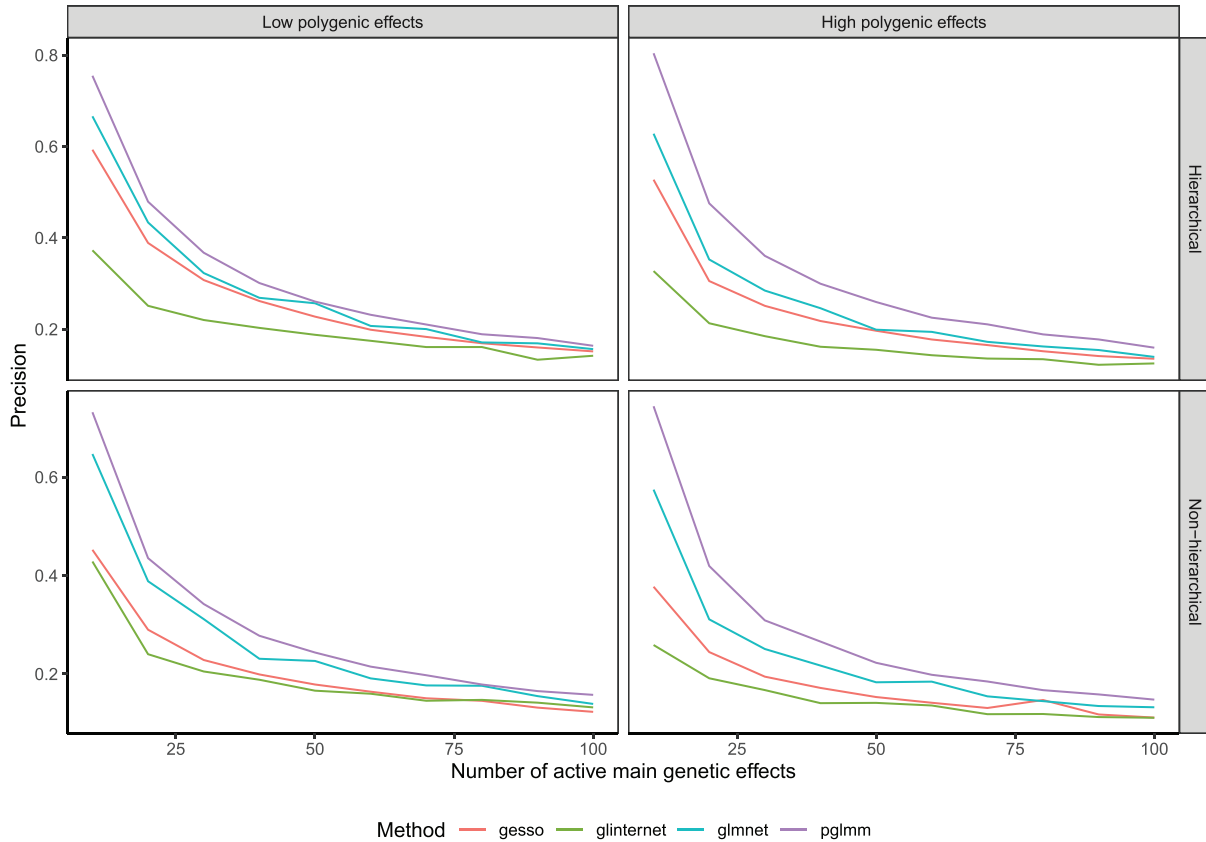 Low polygenic effects
High polygenic effects
Hierarchical
Non−hierarchical
Precision
0.8
0.6
0.4
0.2
0.6
0.4
0.2
25 50 75 100
25 50 75 100
Number of active main genetic effects
Method gesso glinternet glmnet pglmm